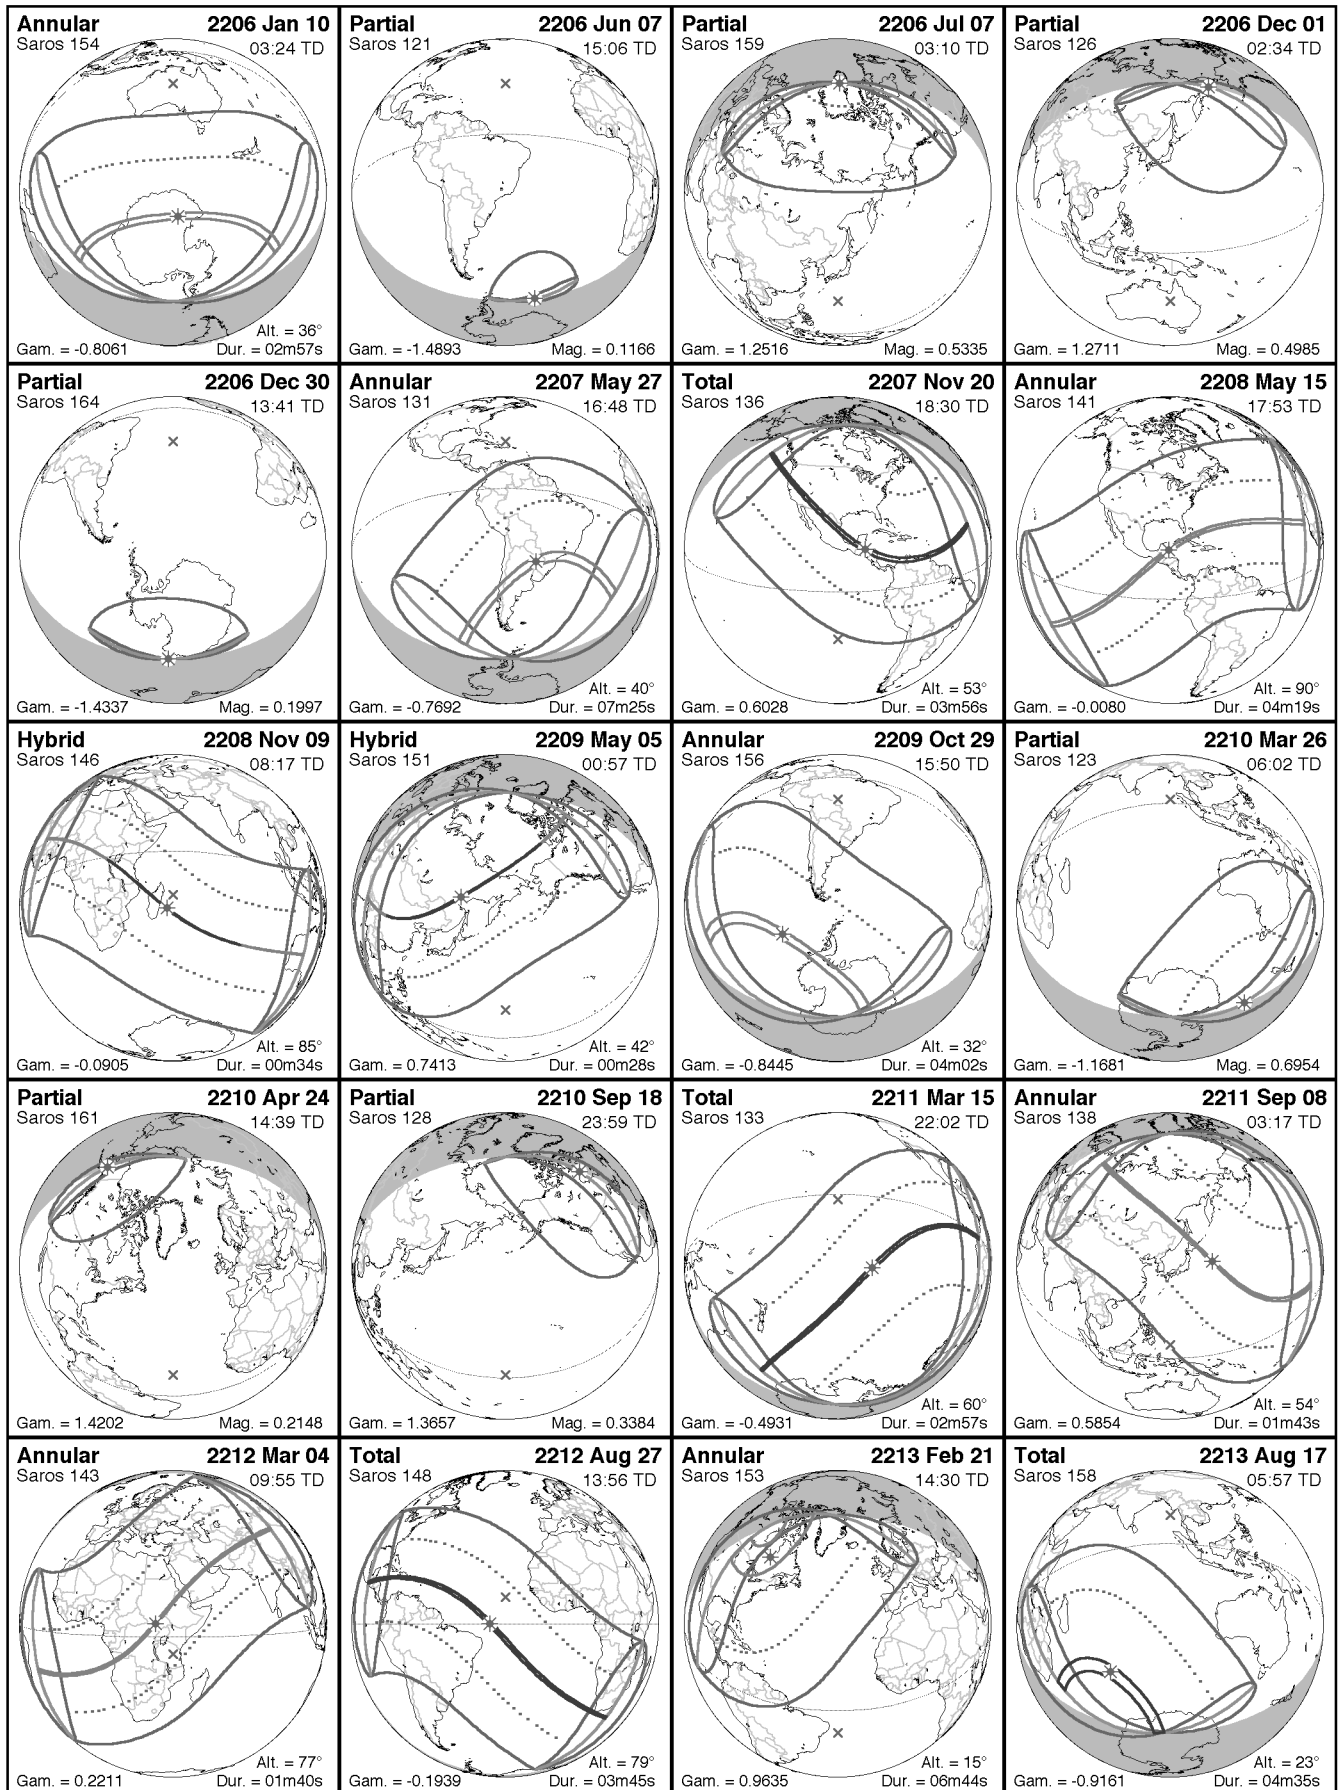 Annular 2206 Jan 10
Saros 154 03:24 TD
Alt. = 36°
Gam. = -0.8061 Dur. = 02m57s
Partial 2206 Jun 07
Saros 121 15:06 TD
Gam. = -1.4893 Mag. = 0.1166
Partial 2206 Jul 07
Saros 159 03:10 TD
Gam. = 1.2516 Mag. = 0.5335
Partial 2206 Dec 01
Saros 126 02:34 TD
Gam. = 1.2711 Mag. = 0.4985
Partial 2206 Dec 30
Saros 164 13:41 TD
Gam. = -1.4337 Mag. = 0.1997
Annular 2207 May 27
Saros 131 16:48 TD
Alt. = 40°
Gam. = -0.7692 Dur. = 07m25s
Total 2207 Nov 20
Saros 136 18:30 TD
Alt. = 53°
Gam. = 0.6028 Dur. = 03m56s
Annular 2208 May 15
Saros 141 17:53 TD
Alt. = 90°
Gam. = -0.0080 Dur. = 04m19s
Hybrid 2208 Nov 09
Saros 146 08:17 TD
Alt. = 85°
Gam. = -0.0905 Dur. = 00m34s
Hybrid 2209 May 05
Saros 151 00:57 TD
Alt. = 42°
Gam. = 0.7413 Dur. = 00m28s
Annular 2209 Oct 29
Saros 156 15:50 TD
Alt. = 32°
Gam. = -0.8445 Dur. = 04m02s
Partial 2210 Mar 26
Saros 123 06:02 TD
Gam. = -1.1681 Mag. = 0.6954
Partial 2210 Apr 24
Saros 161 14:39 TD
Gam. = 1.4202 Mag. = 0.2148
Partial 2210 Sep 18
Saros 128 23:59 TD
Gam. = 1.3657 Mag. = 0.3384
Total 2211 Mar 15
Saros 133 22:02 TD
Alt. = 60°
Gam. = -0.4931 Dur. = 02m57s
Annular 2211 Sep 08
Saros 138 03:17 TD
Alt. = 54°
Gam. = 0.5854 Dur. = 01m43s
Annular 2212 Mar 04
Saros 143 09:55 TD
Alt. = 77°
Gam. = 0.2211 Dur. = 01m40s
Total 2212 Aug 27
Saros 148 13:56 TD
Alt. = 79°
Gam. = -0.1939 Dur. = 03m45s
Annular 2213 Feb 21
Saros 153 14:30 TD
Alt. = 15°
Gam. = 0.9635 Dur. = 06m44s
Total 2213 Aug 17
Saros 158 05:57 TD
Alt. = 23°
Gam. = -0.9161 Dur. = 04m35s